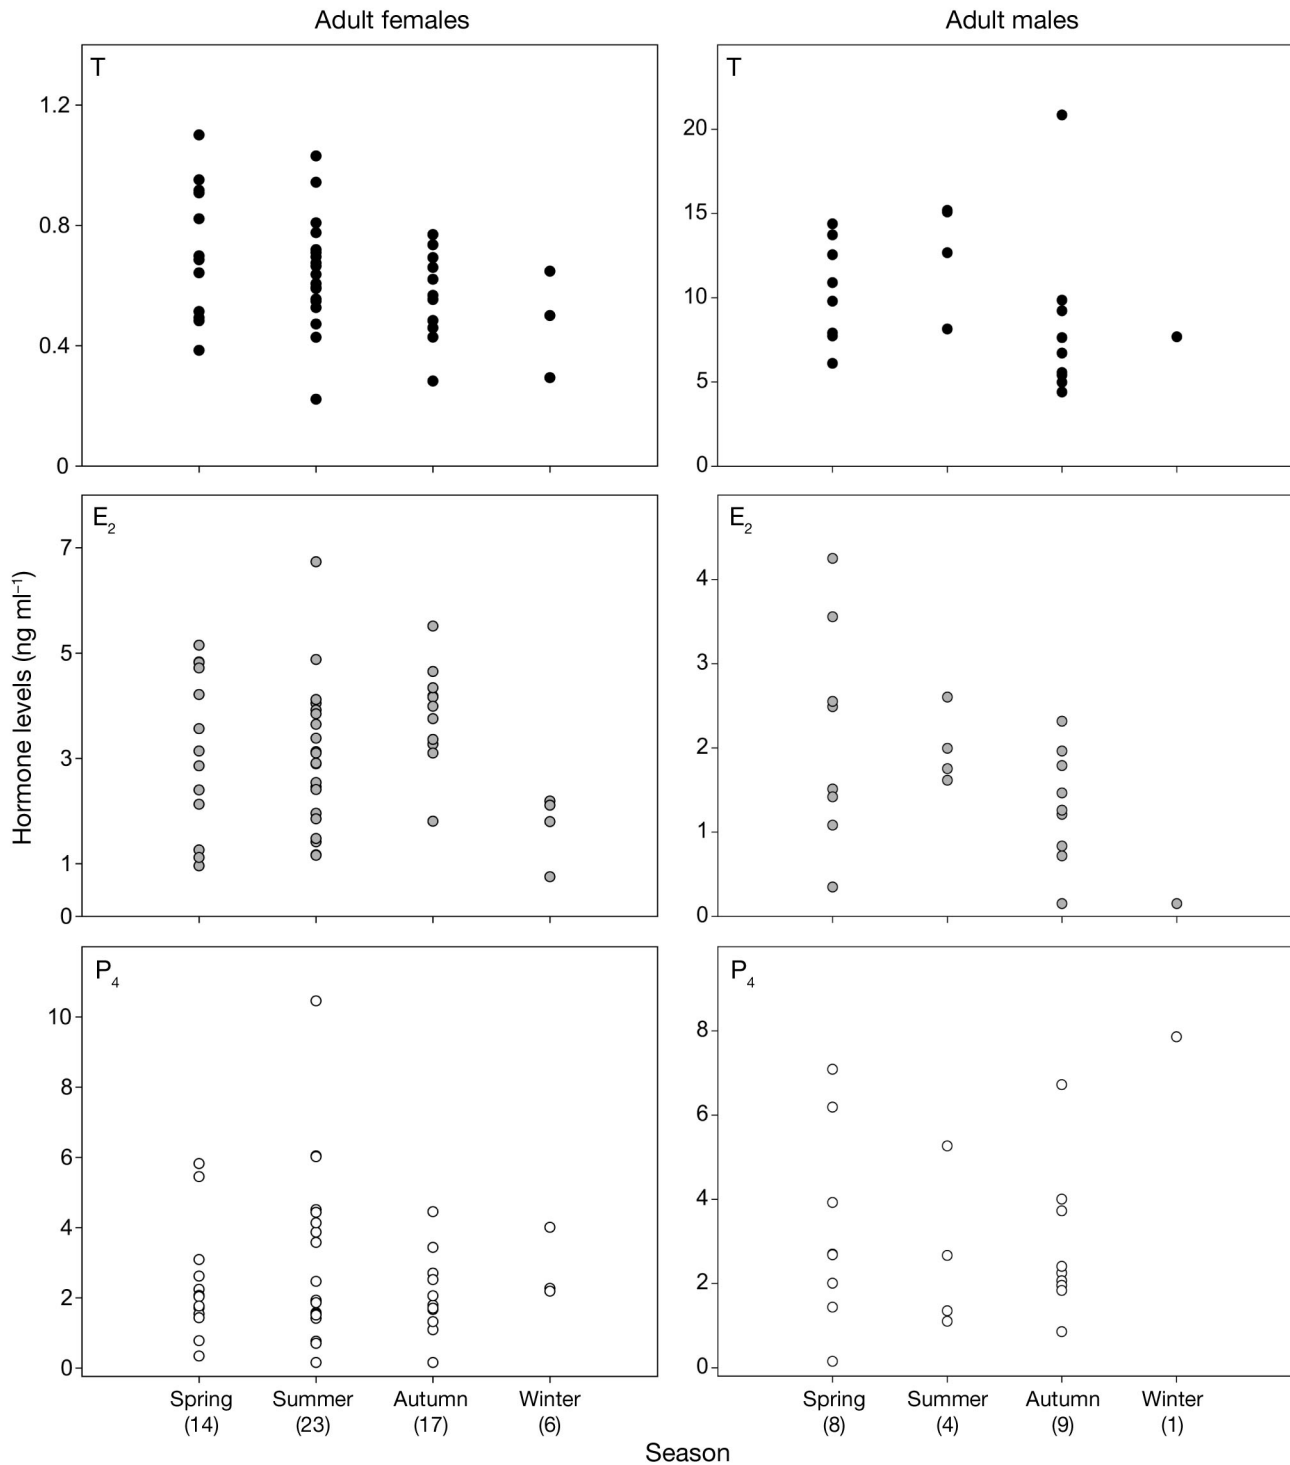 Adult females
Adult males
T
1.2
0.8
0.4
0
T
20
15
10
5
0
Hormone levels (ng ml⁻¹)
E₂
7
5
3
1
0
E₂
4
3
2
1
0
P₄
10
8
6
4
2
0
P₄
8
6
4
2
0
Spring Summer Autumn Winter
(14) (23) (17) (6)
Spring Summer Autumn Winter
(8) (4) (9) (1)
Season